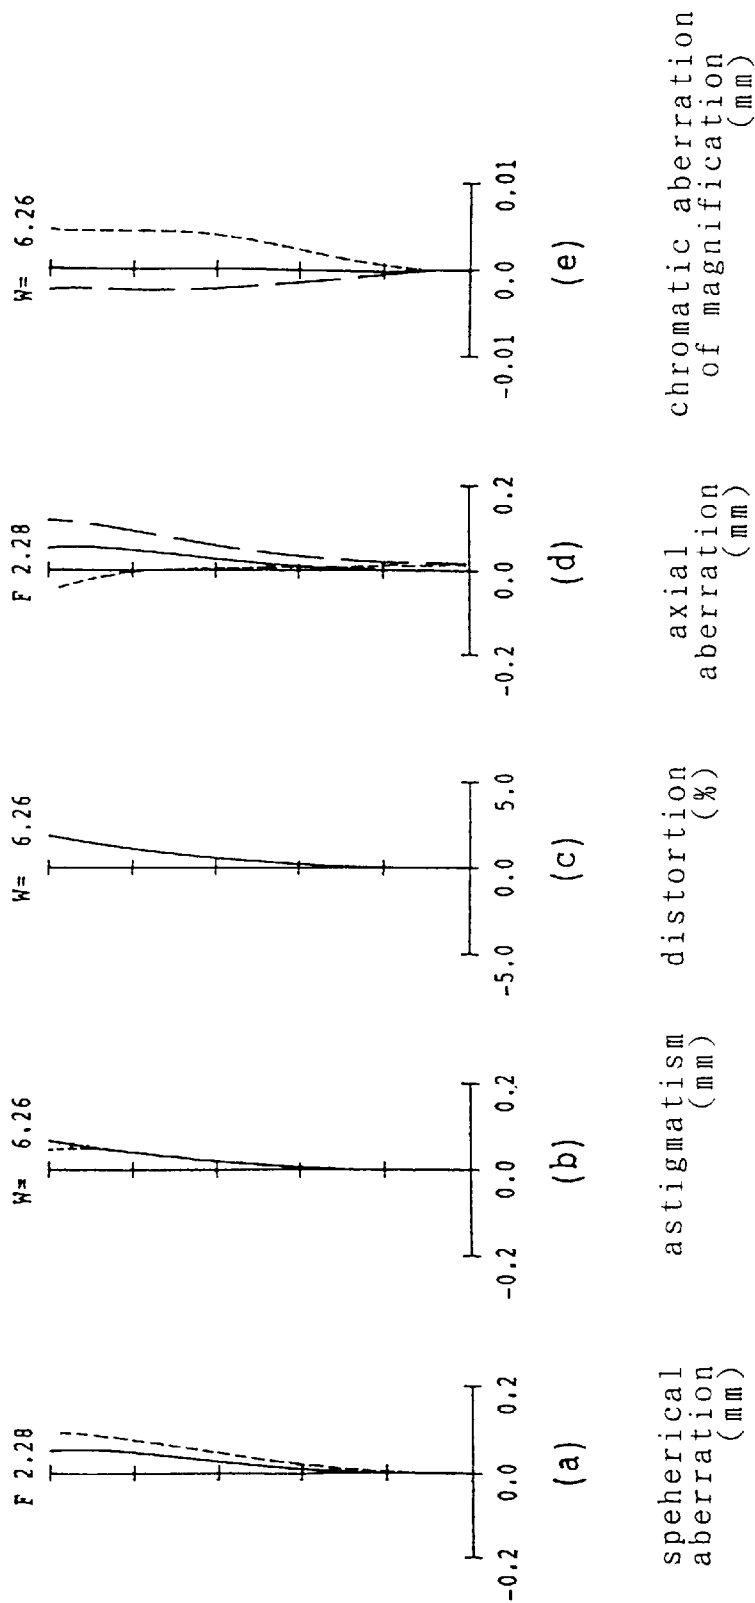 F 2.28
-0.2 0.0 0.2
(a)
speherical
aberration
(mm)
W= 6.26
-0.2 0.0 0.2
(b)
astigmatism
(mm)
W= 6.26
-5.0 0.0 5.0
(c)
distortion
(%)
F 2.28
-0.2 0.0 0.2
(d)
axial
aberration
(mm)
W= 6.26
-0.01 0.0 0.01
(e)
chromatic aberration
of magnification
(mm)